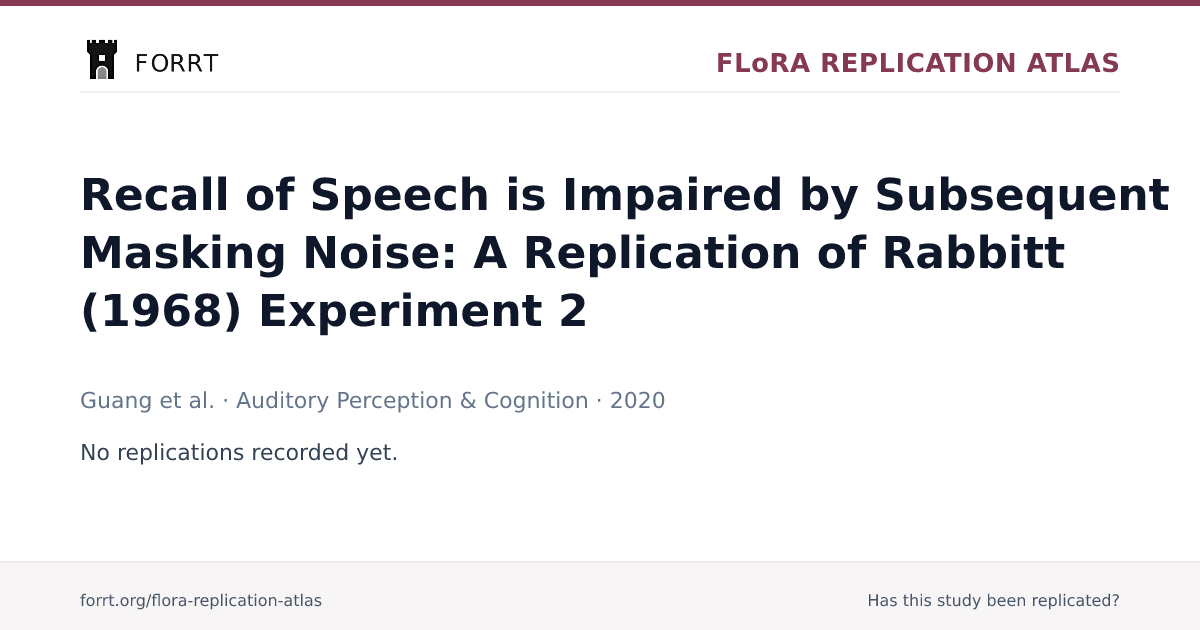 FORRT
FLoRA REPLICATION ATLAS
Recall of Speech is Impaired by Subsequent
Masking Noise: A Replication of Rabbitt
(1968) Experiment 2
Guang et al. · Auditory Perception & Cognition · 2020
No replications recorded yet.
forrt.org/flora-replication-atlas
Has this study been replicated?